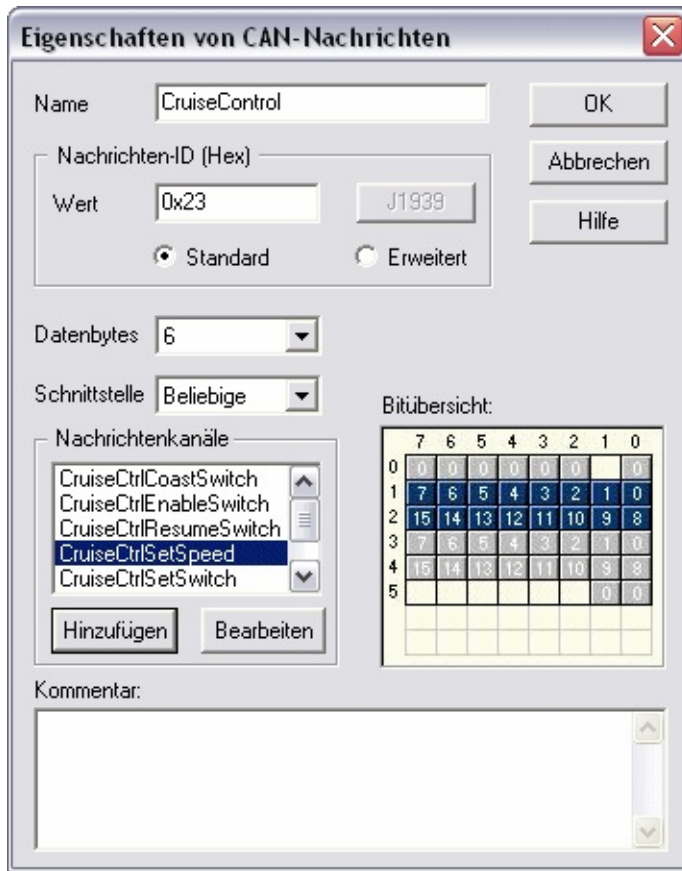 Eigenschaften von CAN-Nachrichten
Name CruiseControl
OK
Nachrichten-ID (Hex)
Abbrechen
Wert 0x23 J1939
Hilfe
Standard Erweitert
Datenbytes 6
Schnittstelle Beliebige
Bitübersicht:
Nachrichtenkanäle
CruiseCtrlCoastSwitch
CruiseCtrlEnableSwitch
CruiseCtrlResumeSwitch
CruiseCtrlSetSpeed
CruiseCtrlSetSwitch
Hinzufügen Bearbeiten
7 6 5 4 3 2 1 0
0 0 0 0 0 0 0 0
1 7 6 5 4 3 2 1 0
2 15 14 13 12 11 10 9 8
3 7 6 5 4 3 2 1 0
4 15 14 13 12 11 10 9 8
5 0 0
Kommentar: